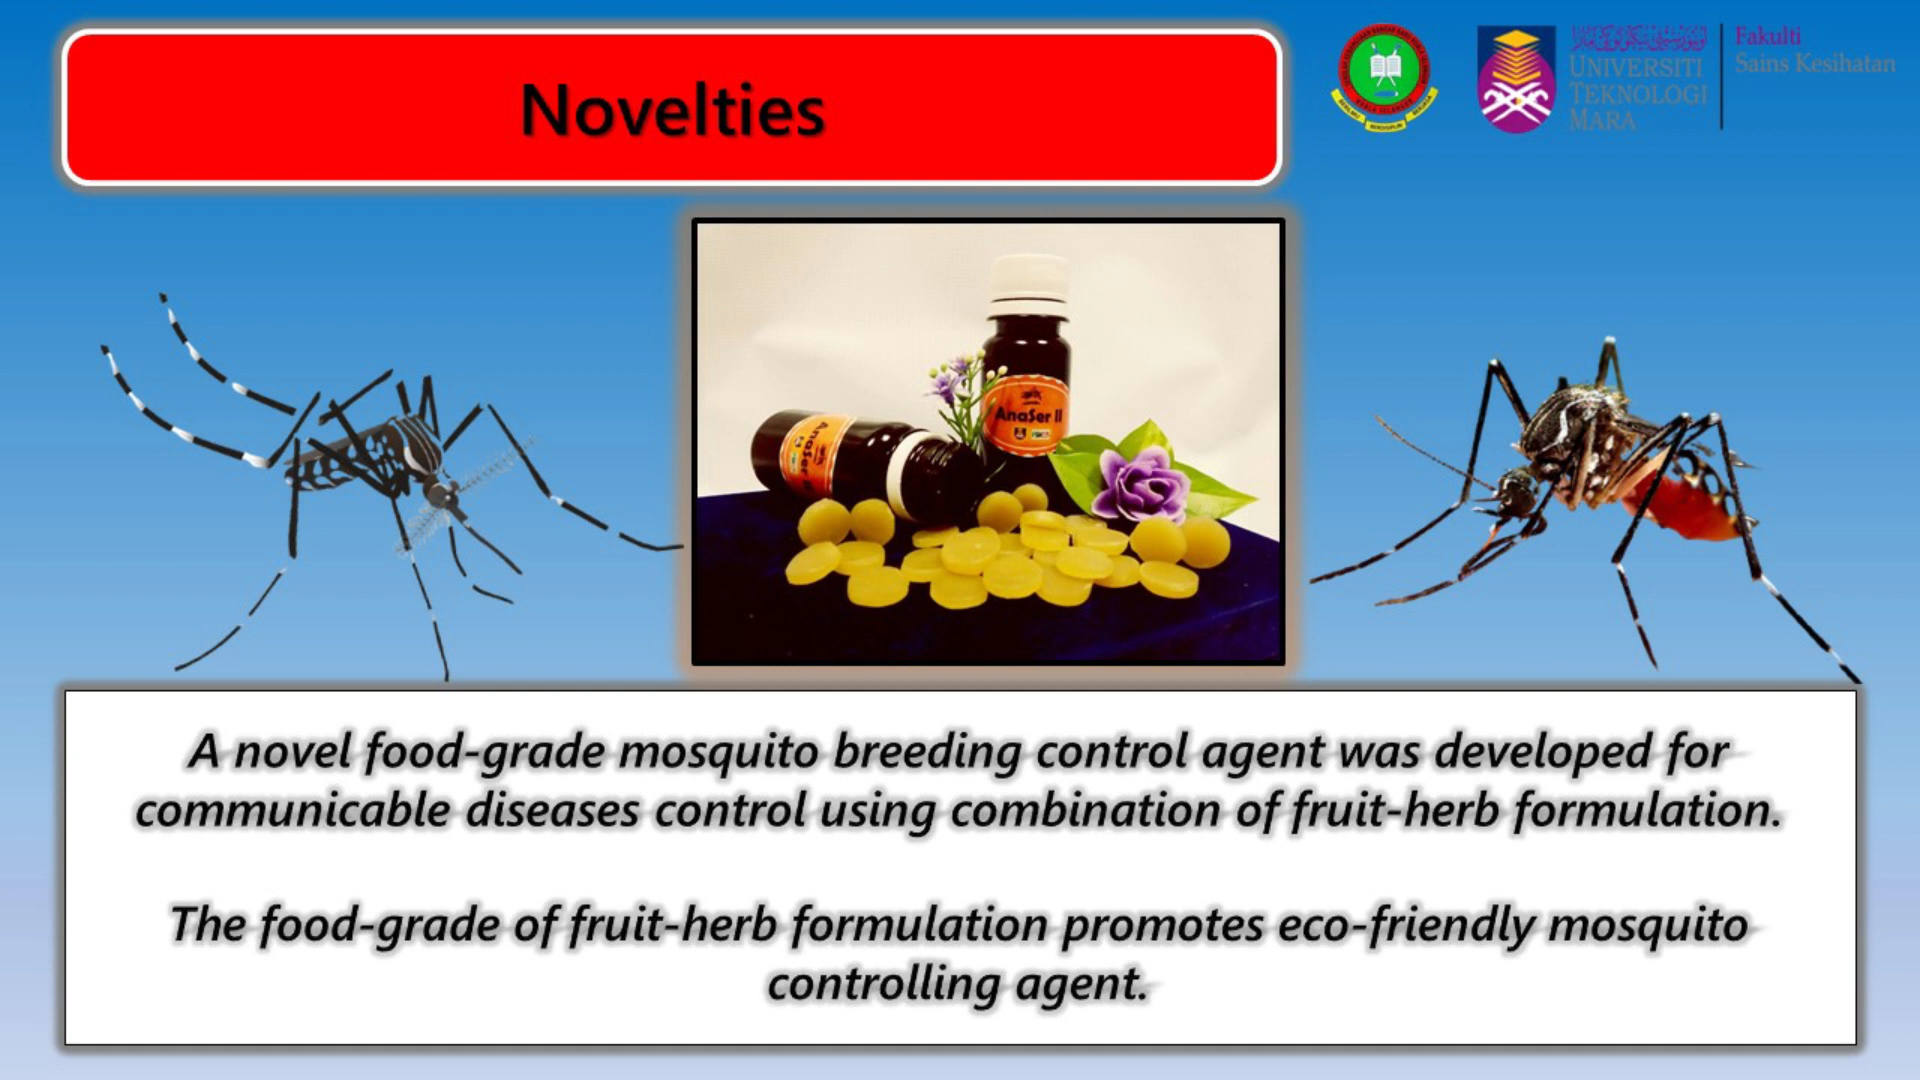 Novelties
UNIVERSITI
TEKNOLOGI
MARA
Fakulti
Sains Kesihatan
AnaSer II
AnaSer II
A novel food-grade mosquito breeding control agent was developed for
communicable diseases control using combination of fruit-herb formulation.
The food-grade of fruit-herb formulation promotes eco-friendly mosquito
controlling agent.